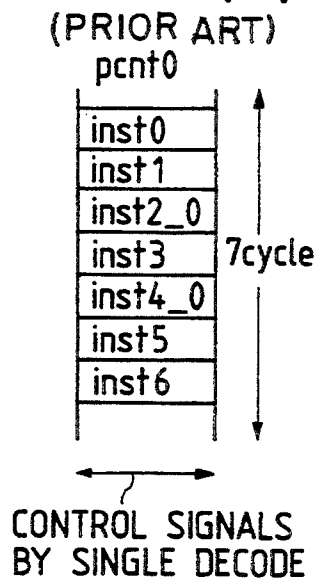 (PRIOR ART)
pcnt0
inst0
inst1
inst2_0
inst3
7cycle
inst4_0
inst5
inst6
CONTROL SIGNALS
BY SINGLE DECODE